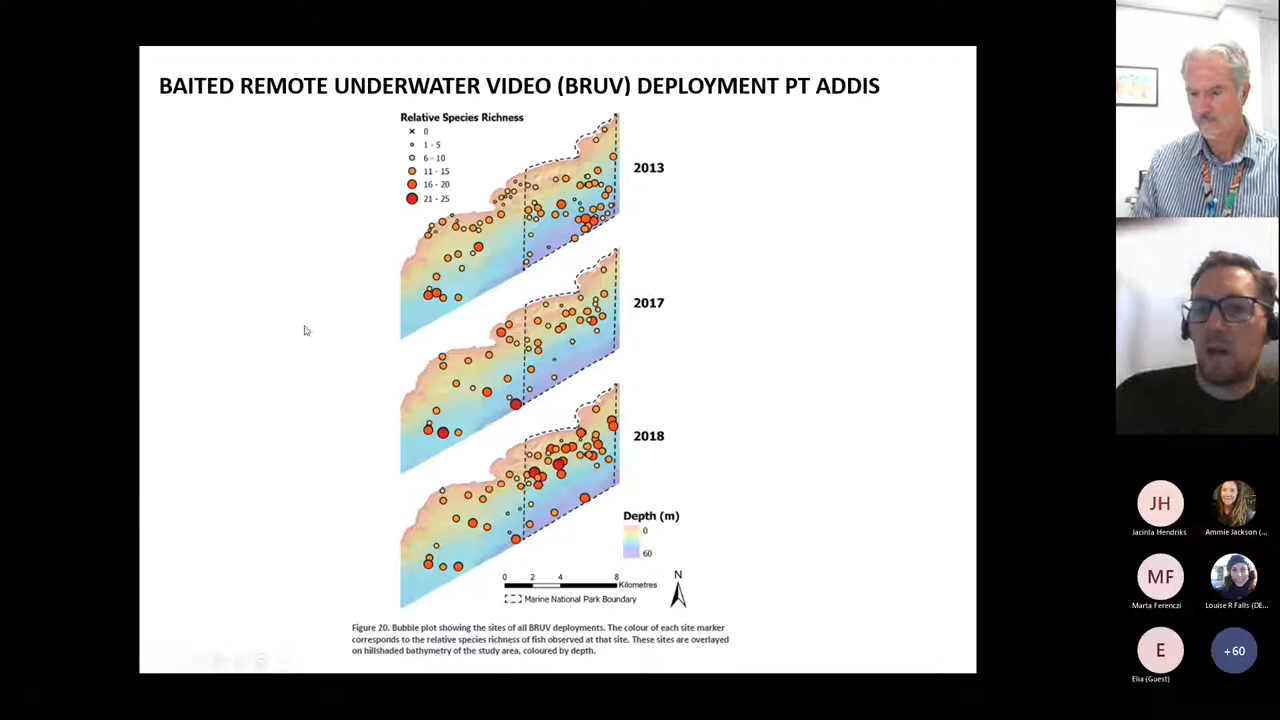 BAITED REMOTE UNDERWATER VIDEO (BRUV) DEPLOYMENT PT ADDIS
Relative Species Richness
0
1 - 5
6 - 10
11 - 15
16 - 20
21 - 25
2013
2017
2018
Depth (m)
0
60
0 2 4 8
Kilometres
N
Marine National Park Boundary
Figure 20. Bubble plot showing the sites of all BRUV deployments. The colour of each site marker
corresponds to the relative species richness of fish observed at that site. These sites are overlayed
on hillshaded bathymetry of the study area, coloured by depth.
JH
Jacinta Hendriks
Ammie Jackson (...
MF
Marta Ferenczi
Louise R Falls (DE...
E
Elia (Guest)
+60